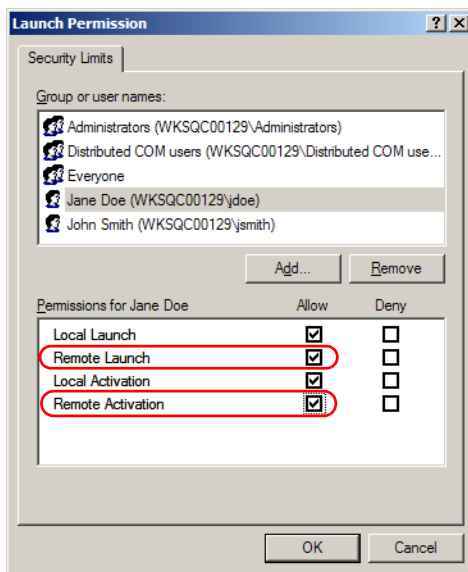 Launch Permission
Security Limits
Group or user names:
Administrators (WKSQC00129\Administrators)
Distributed COM users (WKSQC00129\Distributed COM use...
Everyone
Jane Doe (WKSQC00129\jdoe)
John Smith (WKSQC00129\jsmith)
Add... Remove
Permissions for Jane Doe Allow Deny
Local Launch
Remote Launch
Local Activation
Remote Activation
OK Cancel